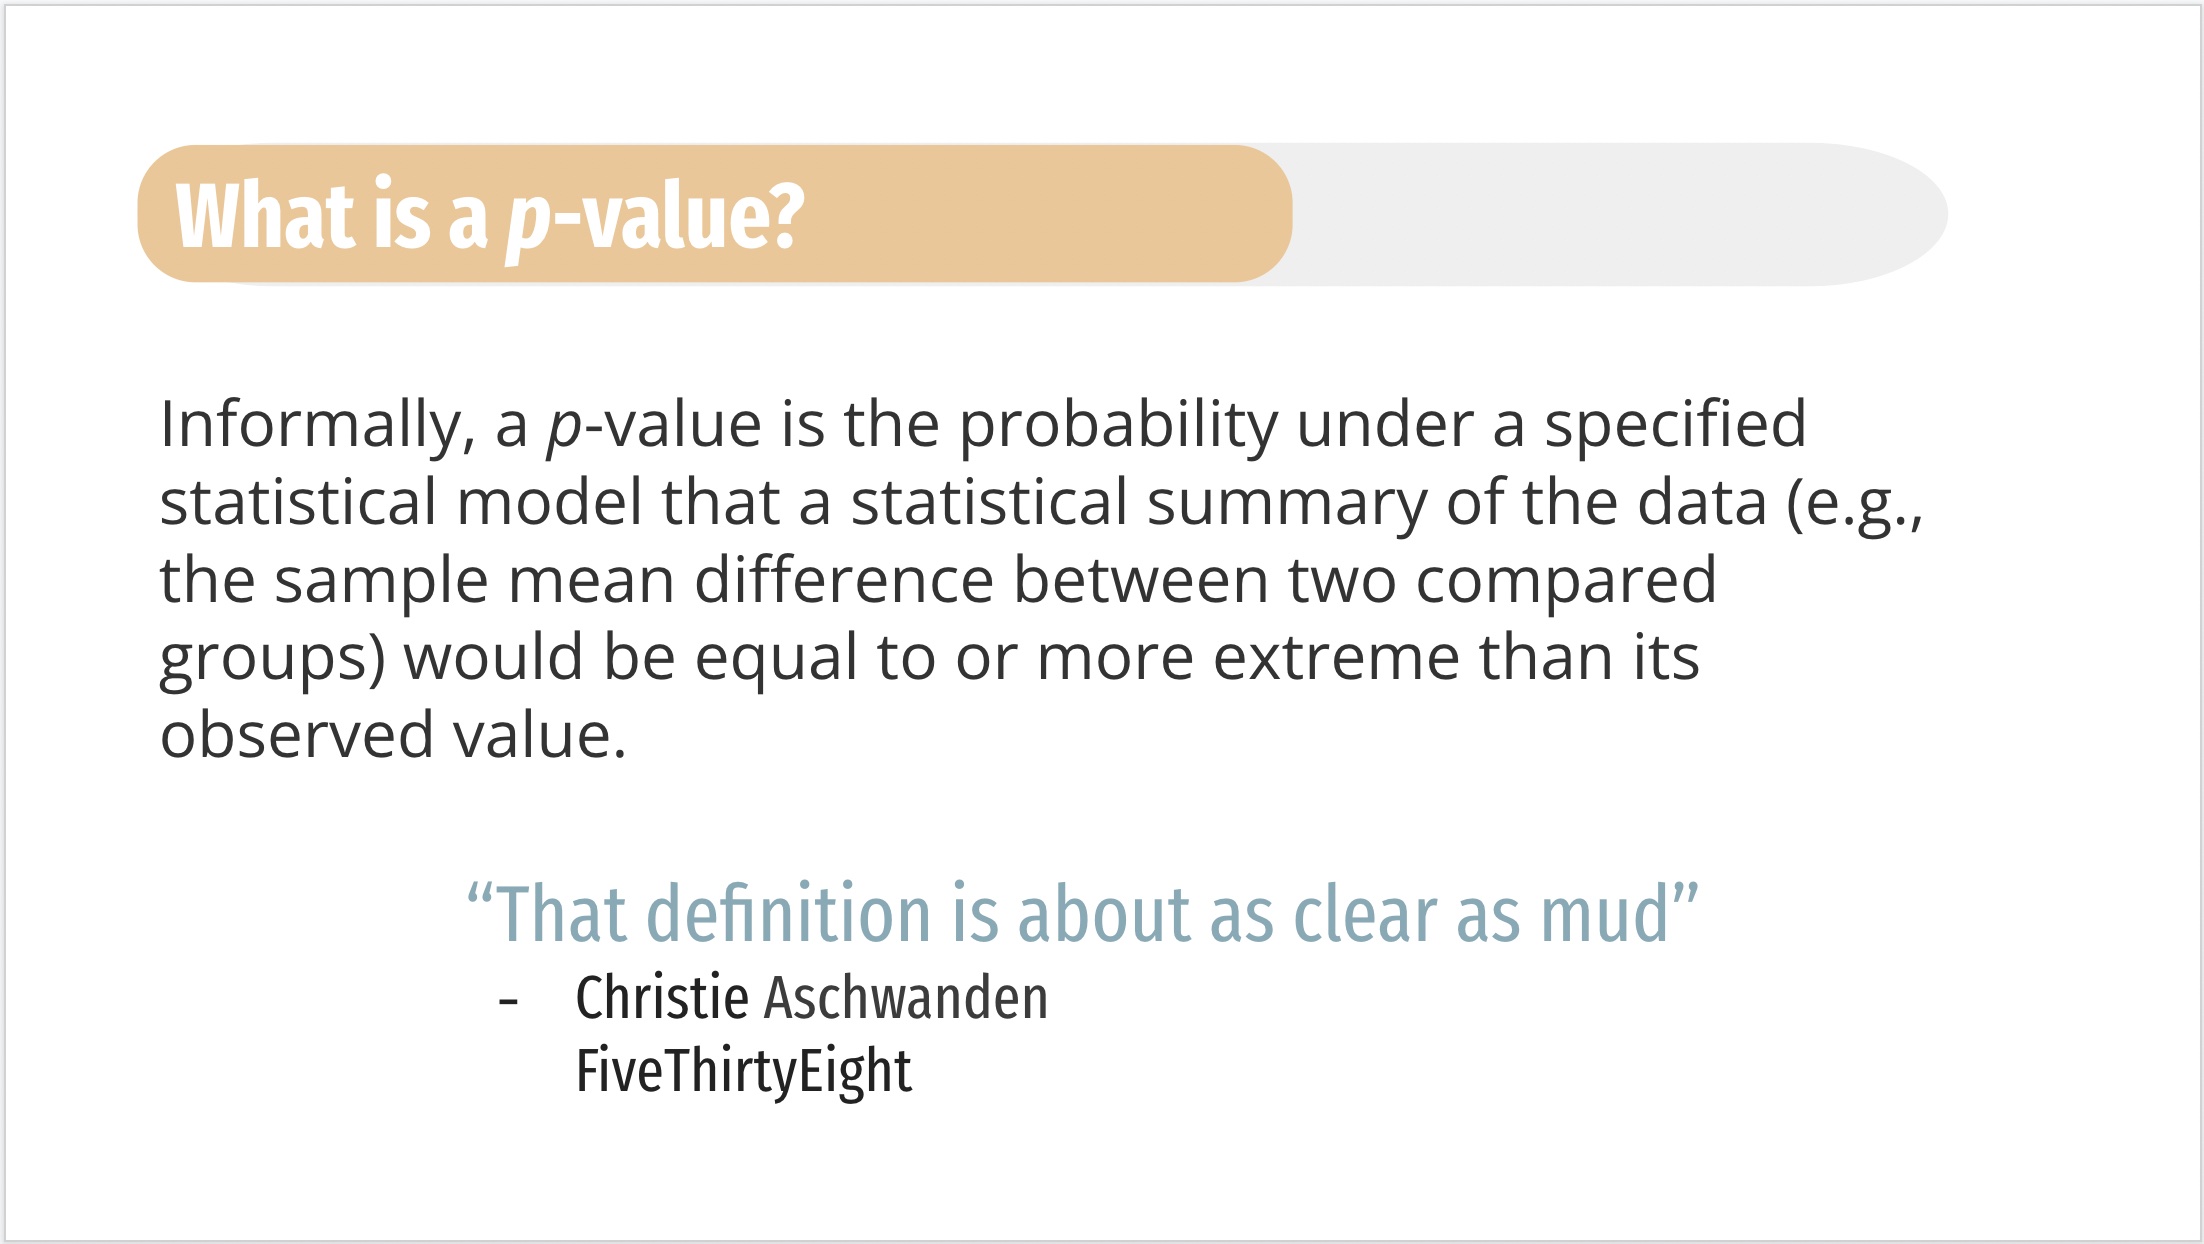 What is a p-value?
Informally, a p-value is the probability under a specified
statistical model that a statistical summary of the data (e.g.,
the sample mean difference between two compared
groups) would be equal to or more extreme than its
observed value.
“That definition is about as clear as mud”
- Christie Aschwanden
FiveThirtyEight